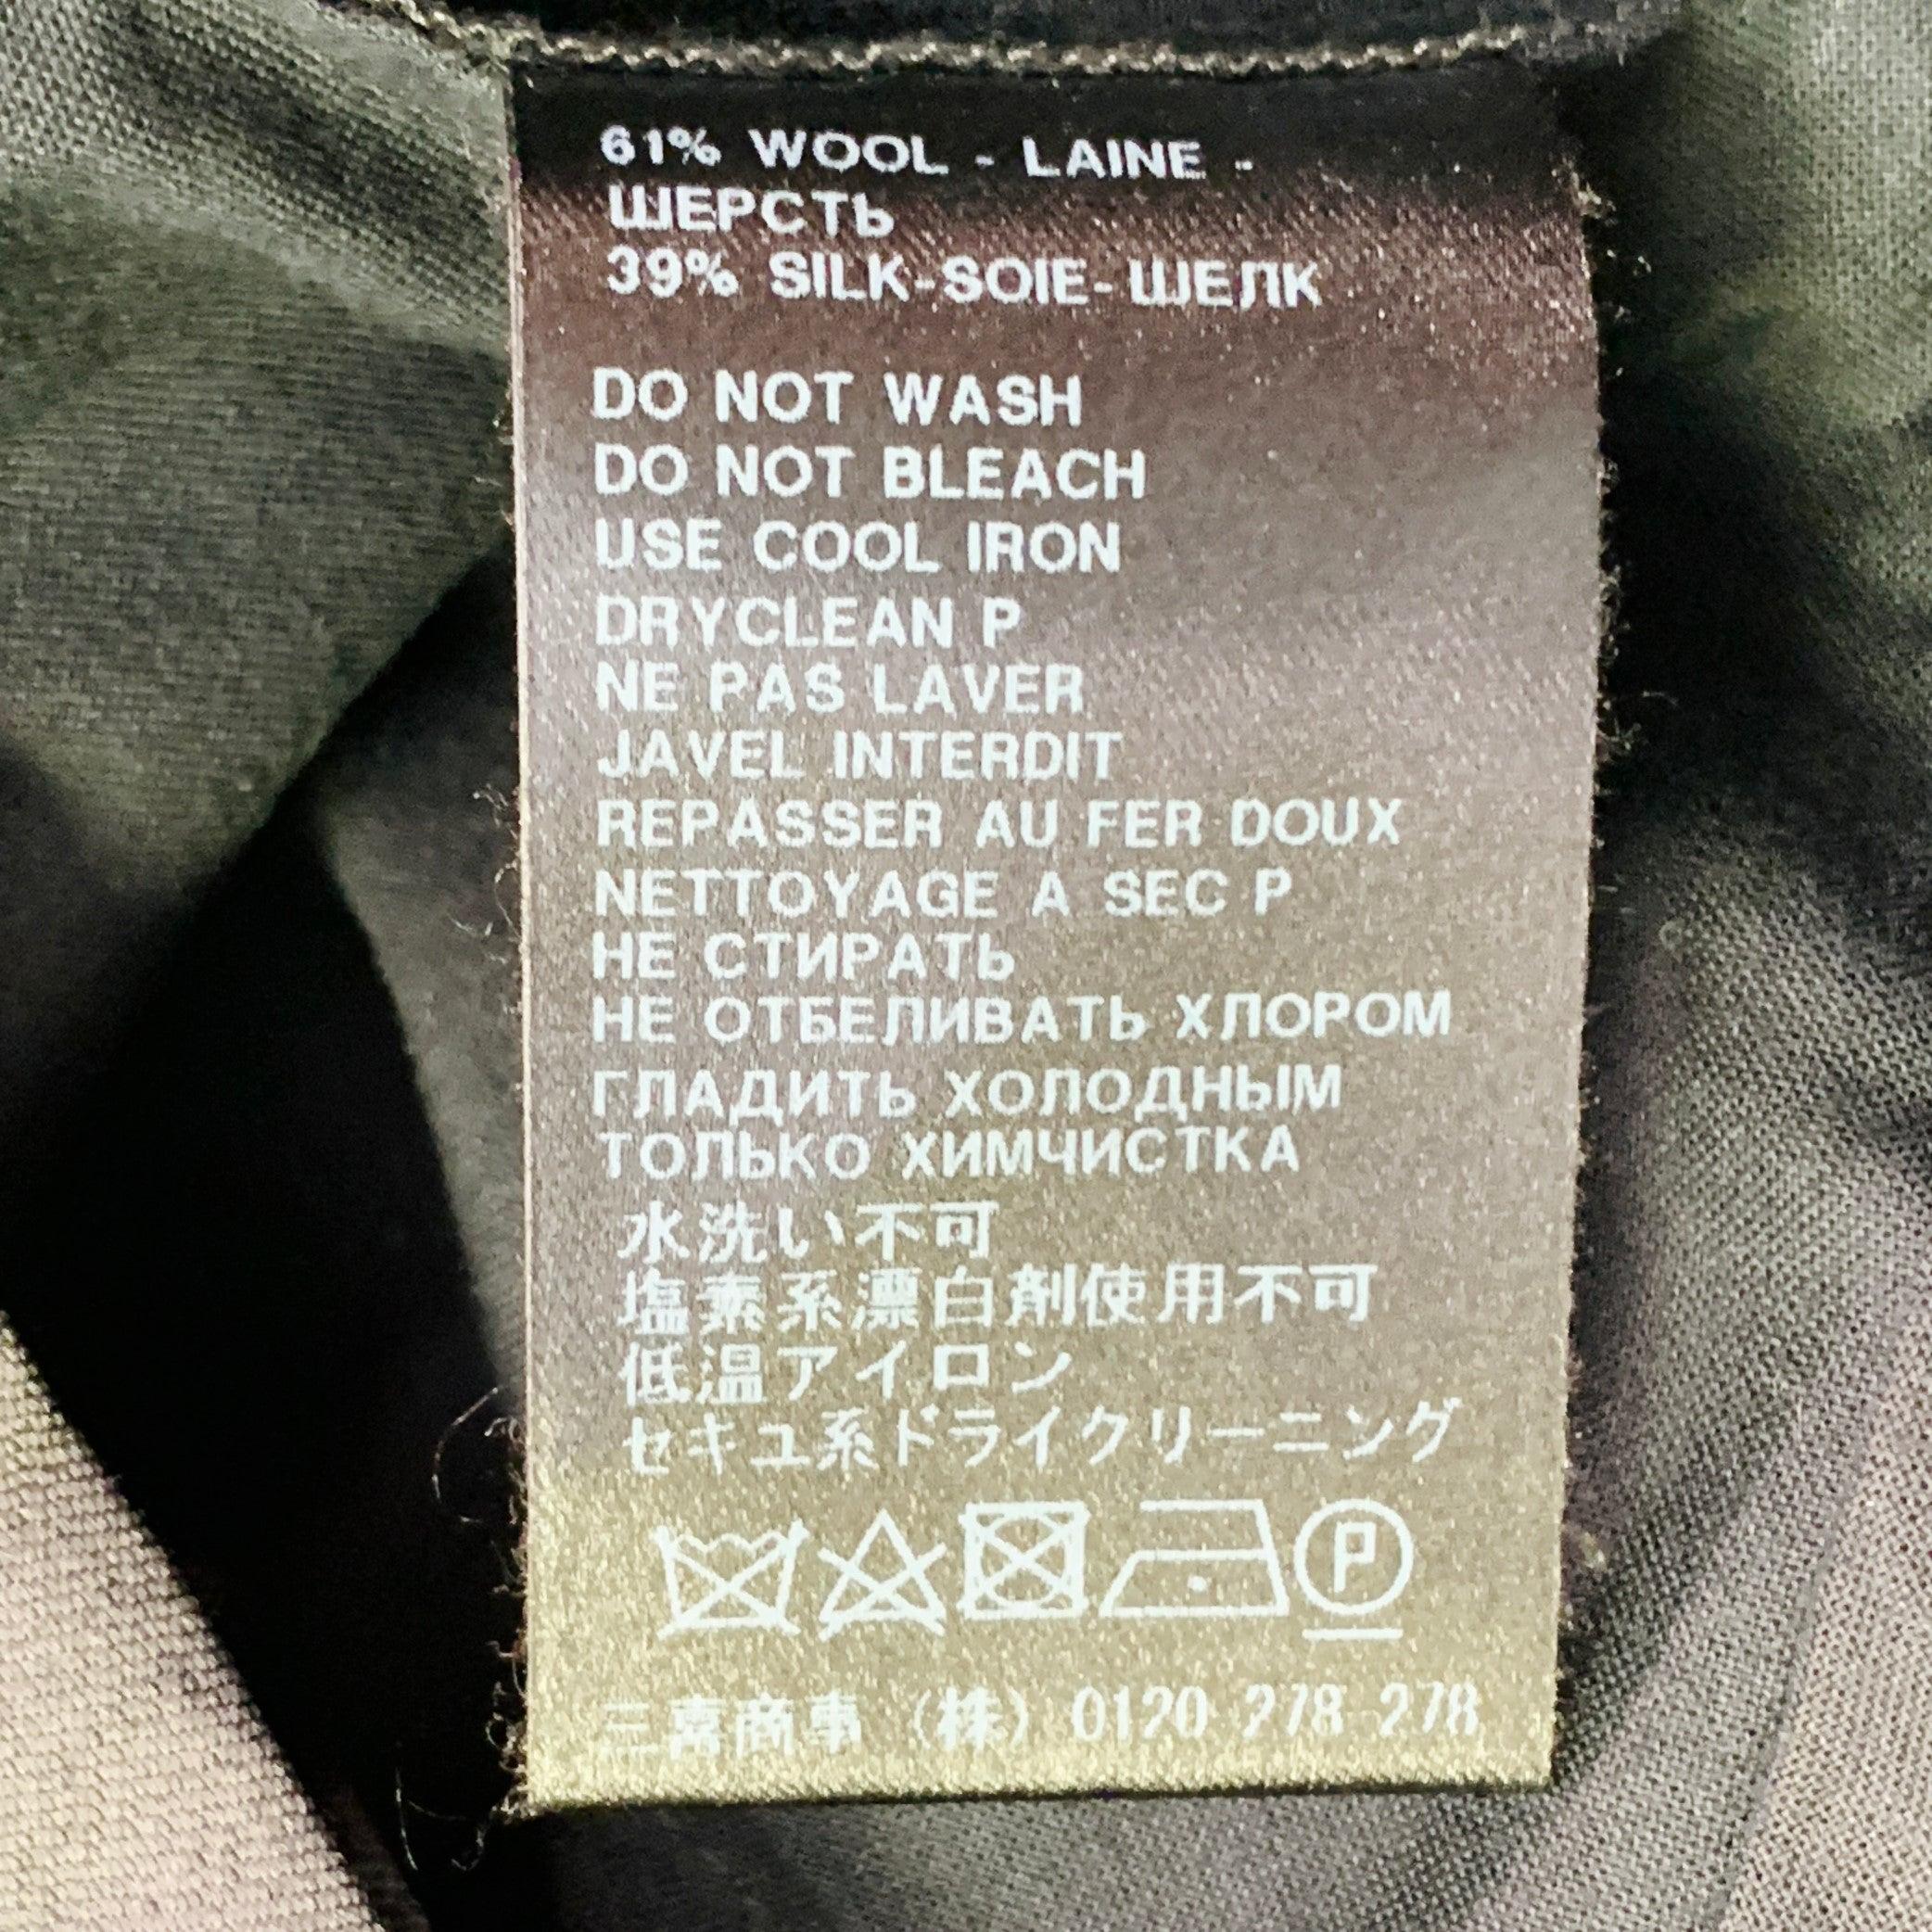 61% WOOL - LAINE -
ШЕРСТЬ
39% SILK-SOIE-ШЕЛК
DO NOT WASH
DO NOT BLEACH
USE COOL IRON
DRYCLEAN P
NE PAS LAVER
JAVEL INTERDIT
REPASSER AU FER DOUX
NETTOYAGE A SEC P
НЕ СТИРАТЬ
НЕ ОТБЕЛИВАТЬ ХЛОРОМ
ГЛАДИТЬ ХОЛОДНЫМ
ТОЛЬКО ХИМЧИСТКА
水洗い不可
塩素系漂白剤使用不可
低温アイロン
セキユ系ドライクリーニング
P
三喜商事 (株) 0120 278 278